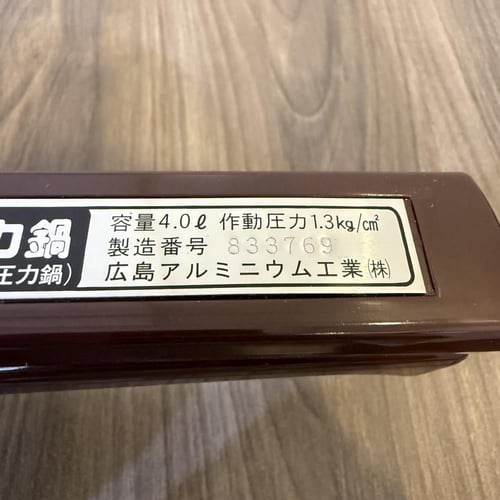 力鍋
圧力鍋)
容量4.0ℓ 作動圧力1.3kg/cm²
製造番号 833769
広島アルミニウム工業(株)